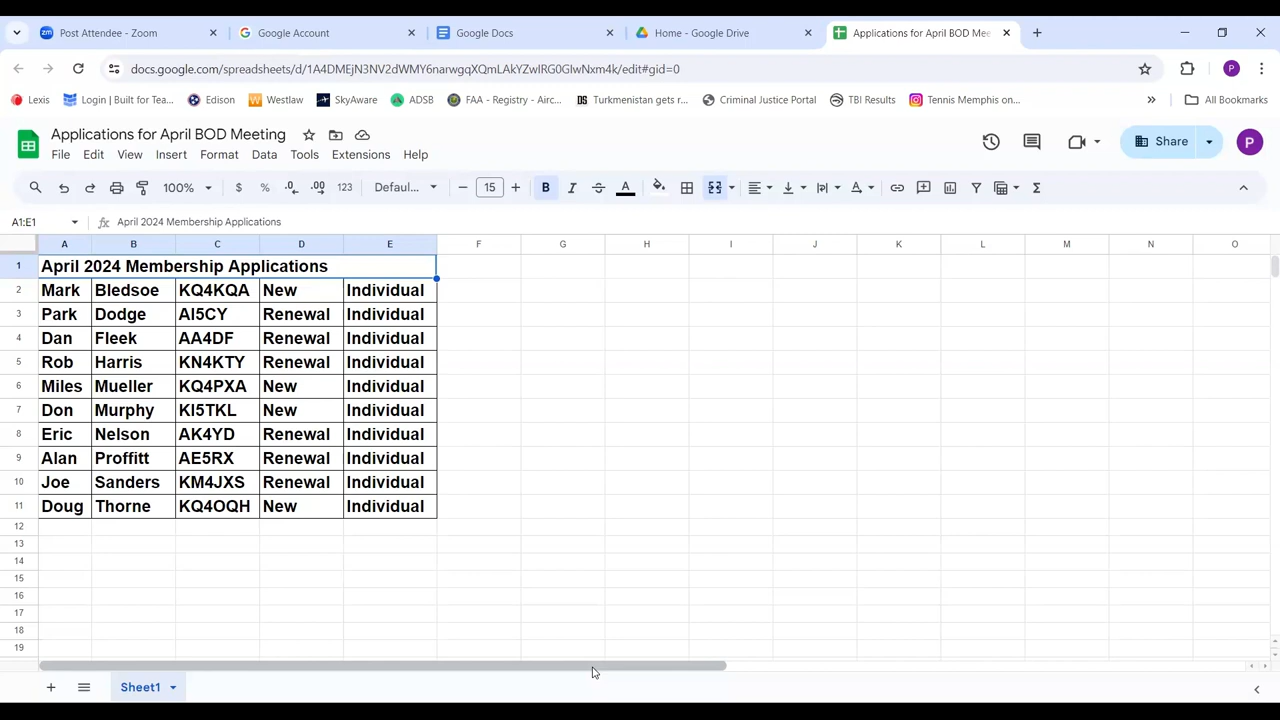 Post Attendee - Zoom
Google Account
Google Docs
Home - Google Drive
Applications for April BOD Mee
docs.google.com/spreadsheets/d/1A4DMEjN3NV2dWMY6narwgqXQmLAkYZwIRG0GIwNxm4k/edit#gid=0
P
Lexis
Login | Built for Tea...
Edison
Westlaw
SkyAware
ADSB
FAA - Registry - Airc...
DS Turkmenistan gets r...
Criminal Justice Portal
TBI Results
Tennis Memphis on...
All Bookmarks
Applications for April BOD Meeting
File Edit View Insert Format Data Tools Extensions Help
Share
P
100% $ % .0 .00 123 Defaul... 15 B I S A
A1:E1 fx April 2024 Membership Applications
A B C D E F G H I J K L M N O
1 April 2024 Membership Applications
2 Mark Bledsoe KQ4KQA New Individual
3 Park Dodge AI5CY Renewal Individual
4 Dan Fleek AA4DF Renewal Individual
5 Rob Harris KN4KTY Renewal Individual
6 Miles Mueller KQ4PXA New Individual
7 Don Murphy KI5TKL New Individual
8 Eric Nelson AK4YD Renewal Individual
9 Alan Proffitt AE5RX Renewal Individual
10 Joe Sanders KM4JXS Renewal Individual
11 Doug Thorne KQ4OQH New Individual
12
13
14
15
16
17
18
19
Sheet1